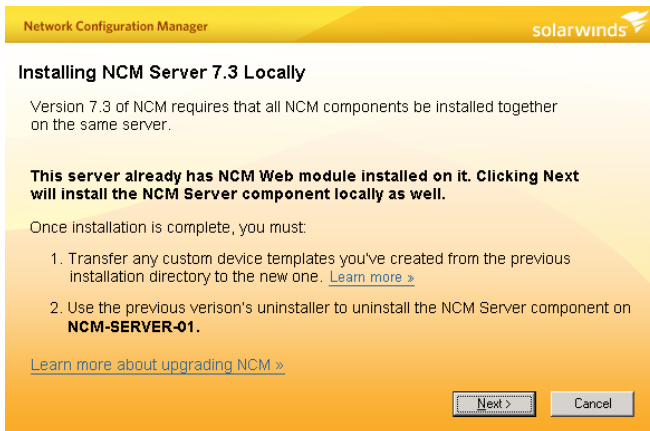 Network Configuration Manager
solarwinds
Installing NCM Server 7.3 Locally
Version 7.3 of NCM requires that all NCM components be installed together
on the same server.
This server already has NCM Web module installed on it. Clicking Next
will install the NCM Server component locally as well.
Once installation is complete, you must:
1. Transfer any custom device templates you've created from the previous
installation directory to the new one. Learn more »
2. Use the previous verison's uninstaller to uninstall the NCM Server component on
NCM-SERVER-01.
Learn more about upgrading NCM »
Next >
Cancel